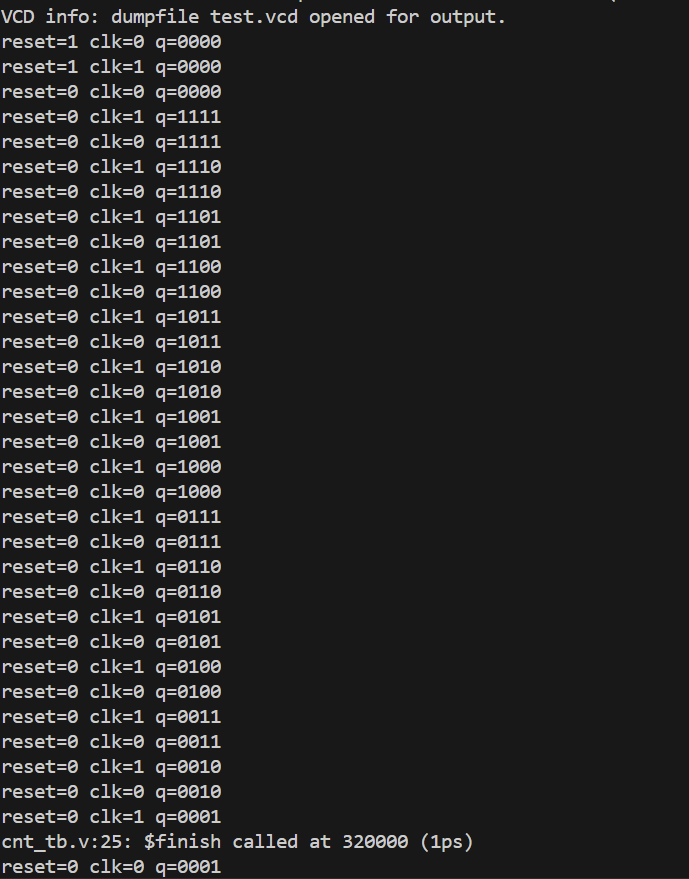 VCD info: dumpfile test.vcd opened for output.
reset=1 clk=0 q=0000
reset=1 clk=1 q=0000
reset=0 clk=0 q=0000
reset=0 clk=1 q=1111
reset=0 clk=0 q=1111
reset=0 clk=1 q=1110
reset=0 clk=0 q=1110
reset=0 clk=1 q=1101
reset=0 clk=0 q=1101
reset=0 clk=1 q=1100
reset=0 clk=0 q=1100
reset=0 clk=1 q=1011
reset=0 clk=0 q=1011
reset=0 clk=1 q=1010
reset=0 clk=0 q=1010
reset=0 clk=1 q=1001
reset=0 clk=0 q=1001
reset=0 clk=1 q=1000
reset=0 clk=0 q=1000
reset=0 clk=1 q=0111
reset=0 clk=0 q=0111
reset=0 clk=1 q=0110
reset=0 clk=0 q=0110
reset=0 clk=1 q=0101
reset=0 clk=0 q=0101
reset=0 clk=1 q=0100
reset=0 clk=0 q=0100
reset=0 clk=1 q=0011
reset=0 clk=0 q=0011
reset=0 clk=1 q=0010
reset=0 clk=0 q=0010
reset=0 clk=1 q=0001
cnt_tb.v:25: $finish called at 320000 (1ps)
reset=0 clk=0 q=0001